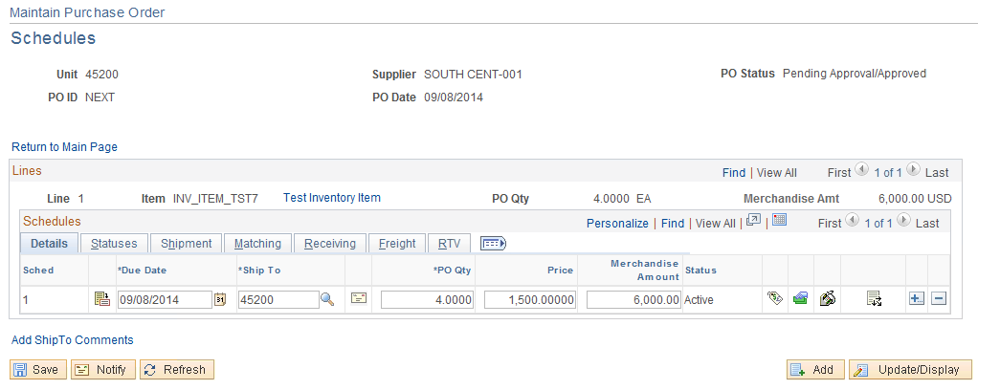 Maintain Purchase Order
Schedules
Unit 45200 Supplier SOUTH CENT-001 PO Status Pending Approval/Approved
PO ID NEXT PO Date 09/08/2014
Return to Main Page
Lines Find | View All First 1 of 1 Last
Line 1 Item INV_ITEM_TST7 Test Inventory Item PO Qty 4.0000 EA Merchandise Amt 6,000.00 USD
Schedules Personalize | Find | View All | | First 1 of 1 Last
Details Statuses Shipment Matching Receiving Freight RTV
Sched *Due Date *Ship To *PO Qty Price Merchandise Amount Status
1 09/08/2014 31 45200 4.0000 1,500.00000 6,000.00 Active
Add ShipTo Comments
Save Notify Refresh Add Update/Display